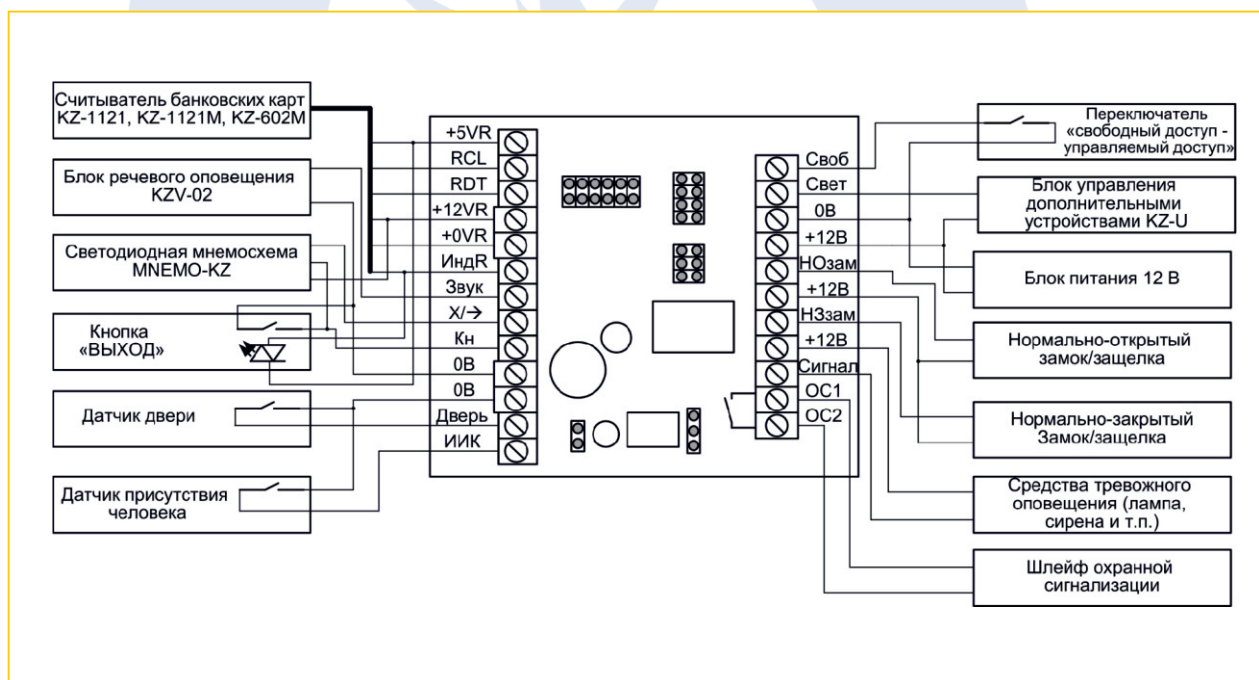 Считыватель банковских карт
KZ-1121, KZ-1121M, KZ-602M
Блок речевого оповещения
KZV-02
Светодиодная мнемосхема
MNEMO-KZ
Кнопка
«ВЫХОД»
Датчик двери
Датчик присутствия
человека
+5VR
RCL
RDT
+12VR
+0VR
ИндR
Звук
X/→
Кн
0В
0В
Дверь
ИИК
Своб
Свет
0В
+12В
НОзам
+12В
НЗзам
+12В
Сигнал
ОС1
ОС2
Переключатель
«свободный доступ -
управляемый доступ»
Блок управления
дополнительными
устройствами KZ-U
Блок питания 12 В
Нормально-открытый
замок/защелка
Нормально-закрытый
Замок/защелка
Средства тревожного
оповещения (лампа,
сирена и т.п.)
Шлейф охранной
сигнализации